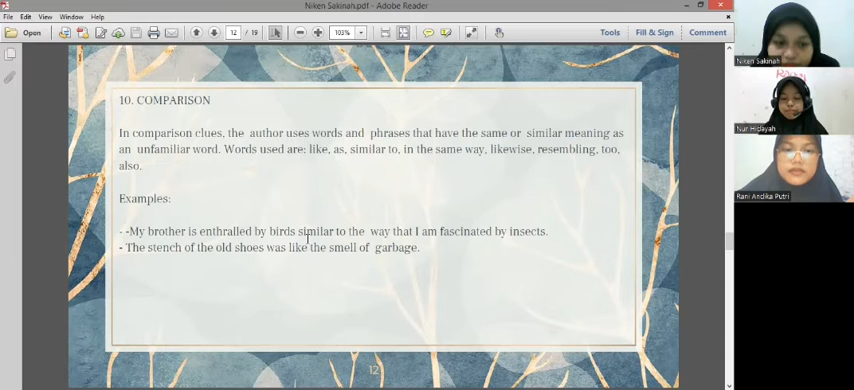 Niken Sakinah.pdf - Adobe Reader
File Edit View Window Help
Open 12 / 19 103% Tools Fill & Sign Comment
10. COMPARISON
In comparison clues, the author uses words and phrases that have the same or similar meaning as
an unfamiliar word. Words used are: like, as, similar to, in the same way, likewise, resembling, too,
also.
Examples:
- -My brother is enthralled by birds similar to the way that I am fascinated by insects.
- The stench of the old shoes was like the smell of garbage.
12
Niken Sakinah
Nur Hidayah
Rani Andika Putri